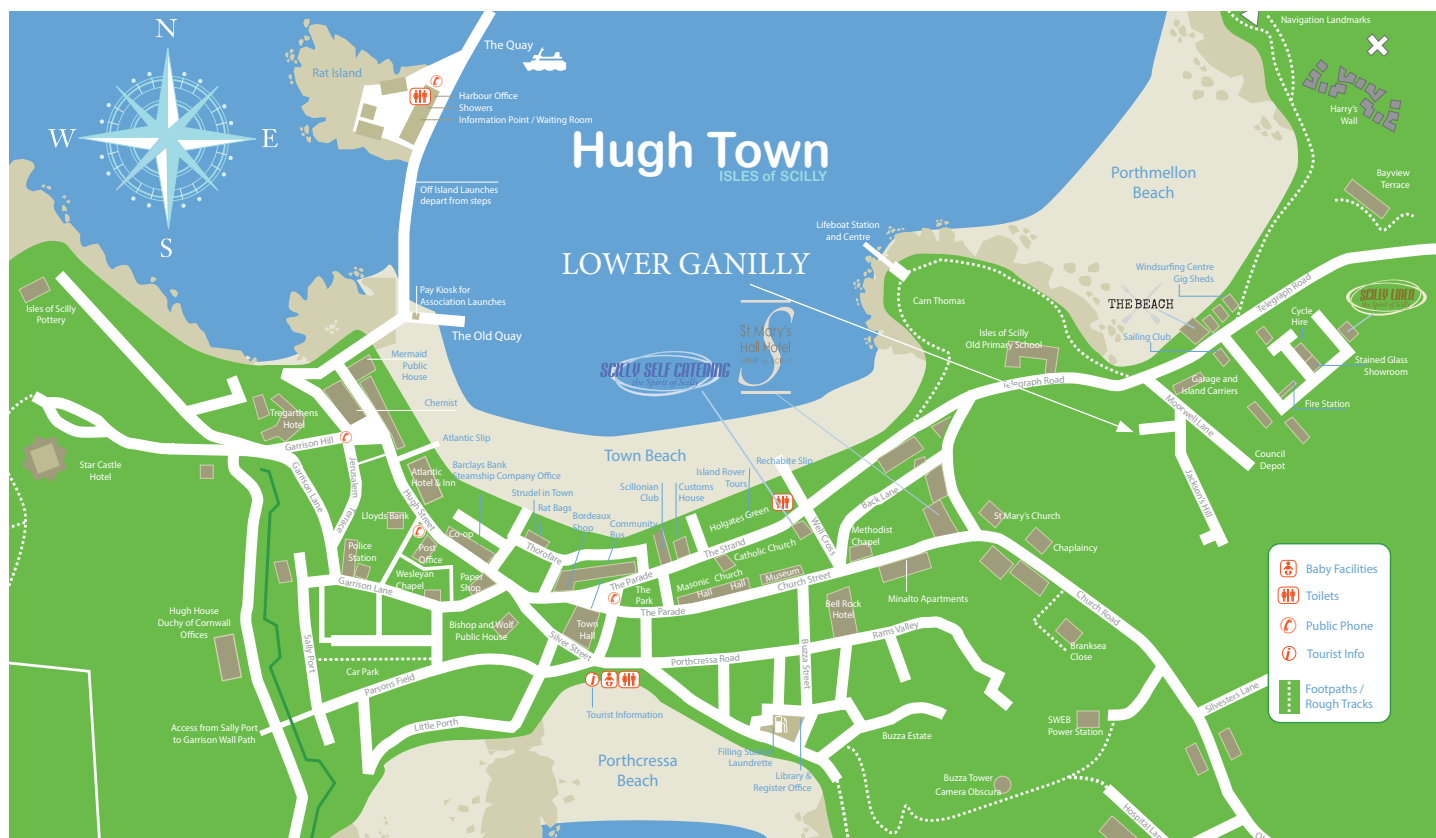 N
W
E
S
Rat Island
The Quay
Harbour Office
Showers
Information Point / Waiting Room
Hugh Town
ISLES of SCILLY
Off Island Launches
depart from steps
Pay Kiosk for
Association Launches
The Old Quay
LOWER GANILLY
Lifeboat Station
and Centre
Navigation Landmarks
Harry's
Wall
Porthmellon
Beach
Bayview
Terrace
Windsurfing Centre
Gig Sheds
THE BEACH
Sailing Club
Telegraph Road
SCILLY LINEN
the Spirit of Scilly
Cycle
Hire
Stained Glass
Showroom
Fire Station
Garage and
Island Carriers
Moorwell Lane
Council
Depot
Jackson's Hill
Carn Thomas
Isles of Scilly
Old Primary School
Telegraph Road
St Mary's
Hall Hotel
SCILLY SELF CATERING
the Spirit of Scilly
Isles of Scilly
Pottery
Mermaid
Public
House
Chemist
Tregarthens
Hotel
Garrison Hill
Star Castle
Hotel
Atlantic Slip
Atlantic
Hotel & Inn
Barclays Bank
Steamship Company Office
Strudel in Town
Rat Bags
Bordeaux
Shop
Community
Bus
Town Beach
Scillonian
Club
Customs
House
Island Rover
Tours
Rechabite Slip
Holgates Green
Garrison Lane
Jerusalem
Terrace
Hugh Street
Lloyds Bank
Police
Station
Post
Office
Co-op
Wesleyan
Chapel
Paper
Shop
Garrison Lane
Thorofare
The Parade
The
Park
The Parade
The Strand
Catholic Church
Masonic
Hall
Church
Hall
Museum
Church Street
Well Cross
Back Lane
Methodist
Chapel
St Mary's Church
Chaplaincy
Minalto Apartments
Church Road
Branksea
Close
Bell Rock
Hotel
Rams Valley
Buzza Street
Porthcressa Road
Town
Hall
Silver Street
Bishop and Wolf
Public House
Hugh House
Duchy of Cornwall
Offices
Sally Port
Car Park
Parsons Field
Little Porth
Access from Sally Port
to Garrison Wall Path
Tourist Information
Porthcressa
Beach
Filling Station
Laundrette
Library &
Register Office
Buzza Estate
Buzza Tower
Camera Obscura
SWEB
Power Station
Silvesters Lane
Baby Facilities
Toilets
Public Phone
Tourist Info
Footpaths /
Rough Tracks